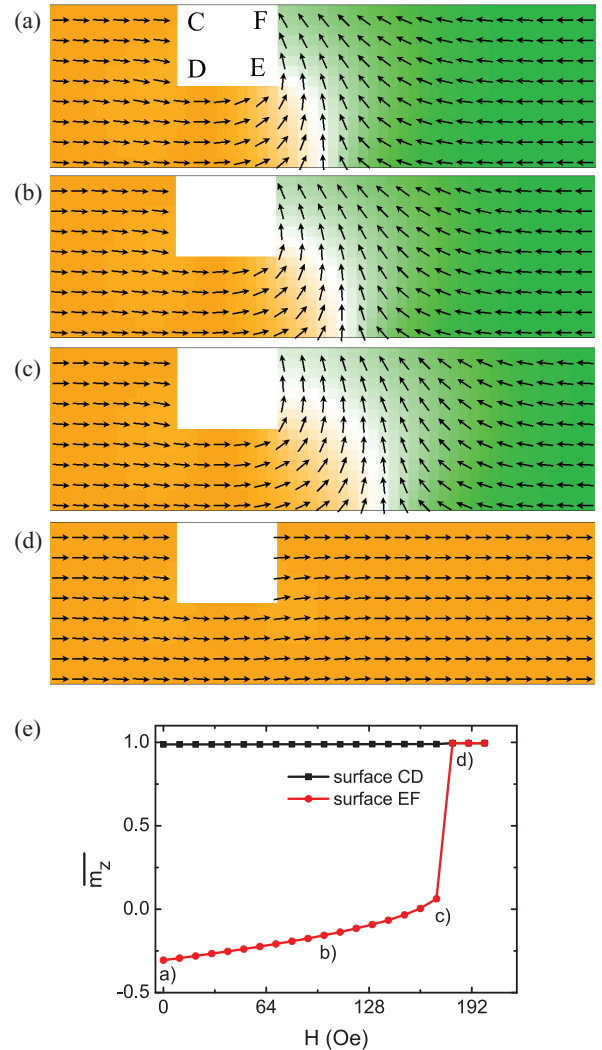 (a)
C F
D E
(b)
(c)
(d)
(e)
1.0
0.5
0.0
-0.5
m_z
surface CD
surface EF
a)
b)
c)
d)
0 64 128 192
H (Oe)